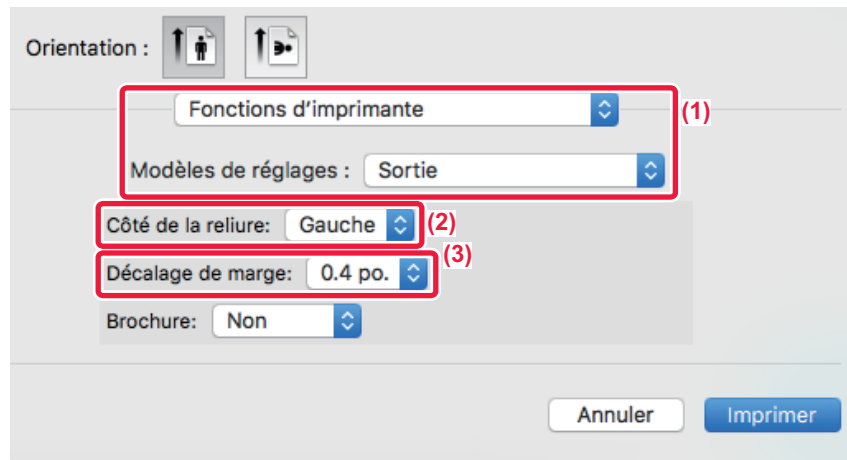 Orientation :
Fonctions d'imprimante
(1)
Modèles de réglages : Sortie
Côté de la reliure: Gauche (2)
Décalage de marge: 0.4 po. (3)
Brochure: Non
Annuler Imprimer